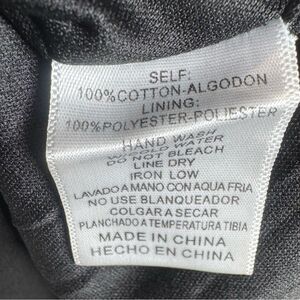 SELF:
100%COTTON-ALGODON
LINING:
100%POLYESTER-POLIESTER
HAND WASH
COLD WATER
DO NOT BLEACH
LINE DRY
IRON LOW
LAVADO A MANO CON AQUA FRIA
NO USE BLANQUEADOR
COLGAR A SECAR
PLANCHADO A TEMPERATURA TIBIA
MADE IN CHINA
HECHO EN CHINA